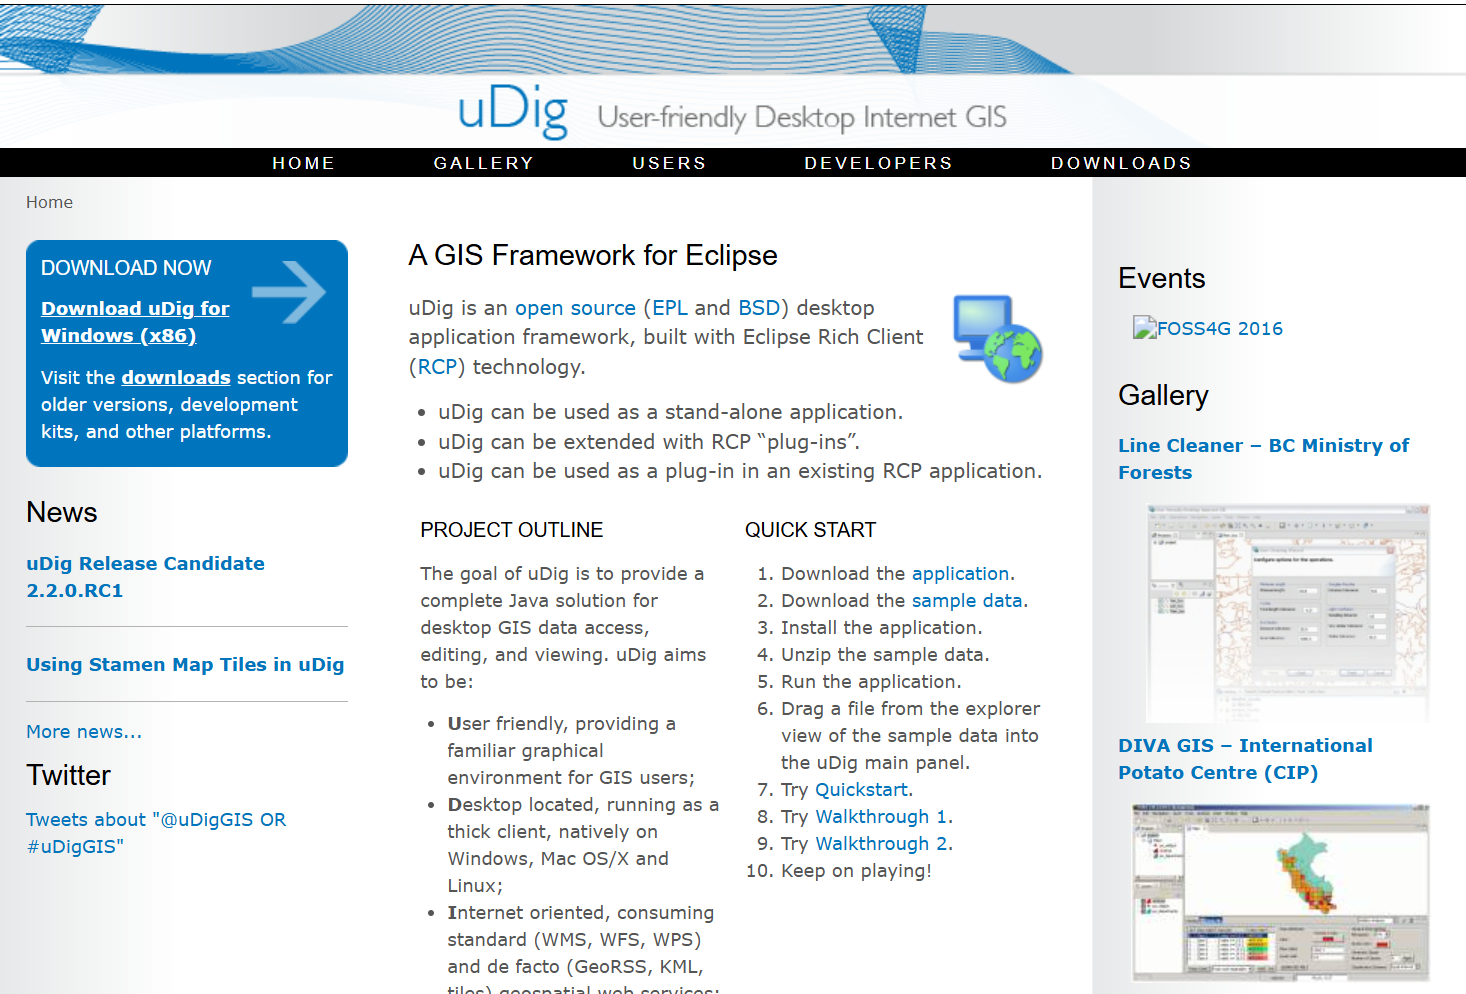 uDig User-friendly Desktop Internet GIS
HOME GALLERY USERS DEVELOPERS DOWNLOADS
Home
DOWNLOAD NOW
Download uDig for
Windows (x86)
Visit the downloads section for
older versions, development
kits, and other platforms.
News
uDig Release Candidate
2.2.0.RC1
Using Stamen Map Tiles in uDig
More news...
Twitter
Tweets about "@uDigGIS OR
#uDigGIS"
A GIS Framework for Eclipse
uDig is an open source (EPL and BSD) desktop
application framework, built with Eclipse Rich Client
(RCP) technology.
• uDig can be used as a stand-alone application.
• uDig can be extended with RCP “plug-ins”.
• uDig can be used as a plug-in in an existing RCP application.
PROJECT OUTLINE
The goal of uDig is to provide a
complete Java solution for
desktop GIS data access,
editing, and viewing. uDig aims
to be:
• User friendly, providing a
familiar graphical
environment for GIS users;
• Desktop located, running as a
thick client, natively on
Windows, Mac OS/X and
Linux;
• Internet oriented, consuming
standard (WMS, WFS, WPS)
and de facto (GeoRSS, KML,
tiles) geospatial web services;
QUICK START
1. Download the application.
2. Download the sample data.
3. Install the application.
4. Unzip the sample data.
5. Run the application.
6. Drag a file from the explorer
view of the sample data into
the uDig main panel.
7. Try Quickstart.
8. Try Walkthrough 1.
9. Try Walkthrough 2.
10. Keep on playing!
Events
FOSS4G 2016
Gallery
Line Cleaner – BC Ministry of
Forests
Configure options for the operations.
DIVA GIS – International
Potato Centre (CIP)